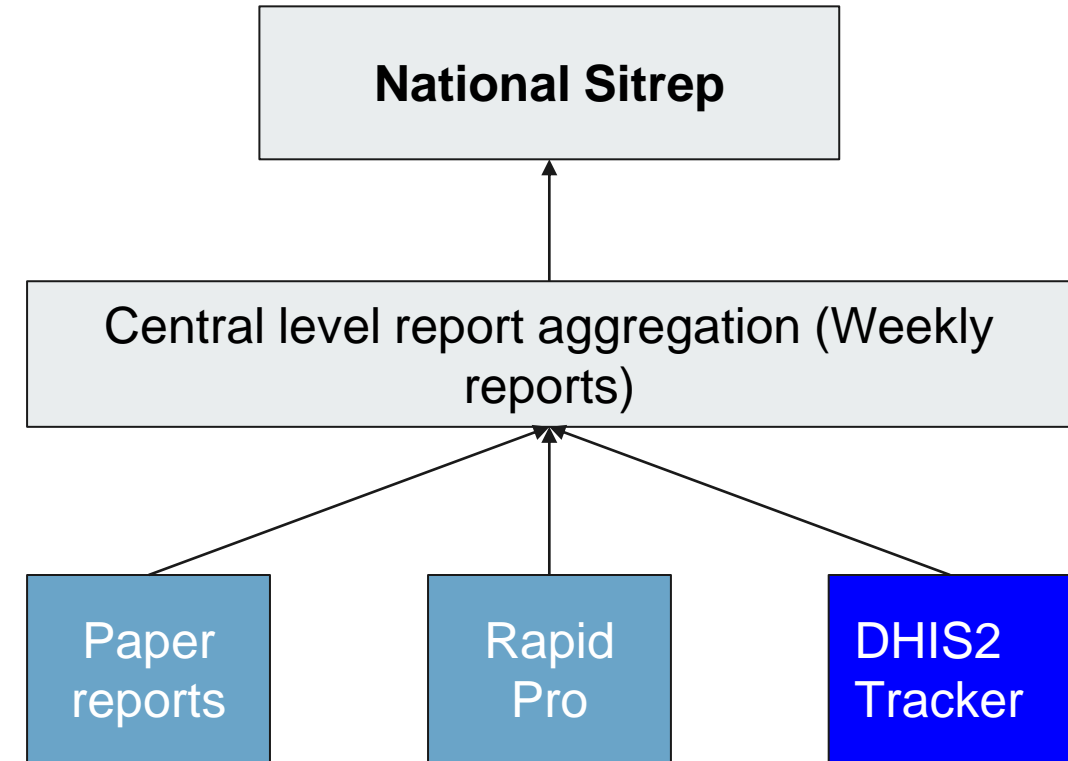 National Sitrep
Central level report aggregation (Weekly
reports)
Paper
reports
Rapid
Pro
DHIS2
Tracker